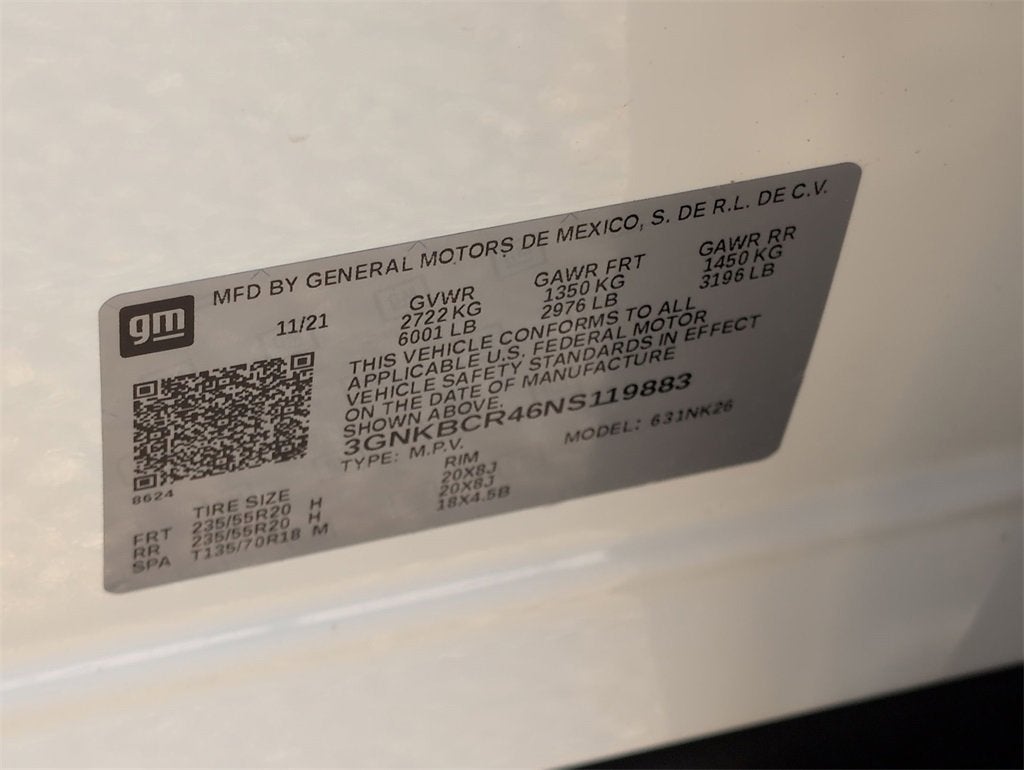 gm
MFD BY GENERAL MOTORS DE MEXICO, S. DE R.L. DE C.V.
11/21
GVWR
2722 KG
6001 LB
GAWR FRT
1350 KG
2976 LB
GAWR RR
1450 KG
3196 LB
THIS VEHICLE CONFORMS TO ALL
APPLICABLE U.S. FEDERAL MOTOR
VEHICLE SAFETY STANDARDS IN EFFECT
ON THE DATE OF MANUFACTURE
SHOWN ABOVE.
3GNKBCR46NS119883
TYPE: M.P.V.
MODEL: 631NK26
8624
TIRE SIZE RIM
FRT 235/55R20 H 20X8J
RR 235/55R20 H 20X8J
SPA T135/70R18 M 18X4.5B